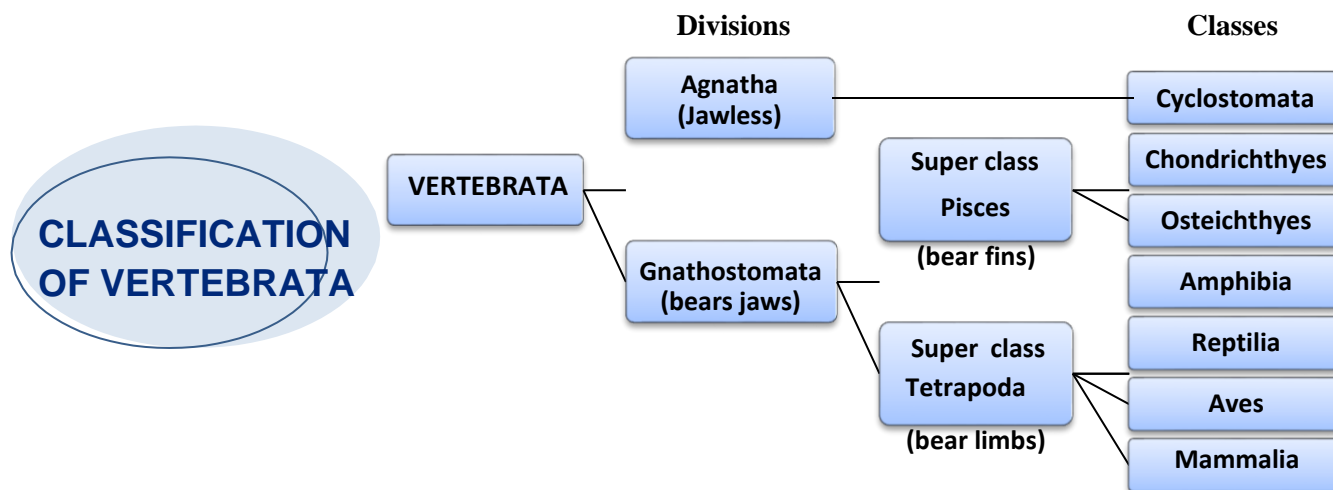 Divisions
Classes
CLASSIFICATION
OF VERTEBRATA
VERTEBRATA
Agnatha
(Jawless)
Gnathostomata
(bears jaws)
Super class
Pisces
(bear fins)
Super class
Tetrapoda
(bear limbs)
Cyclostomata
Chondrichthyes
Osteichthyes
Amphibia
Reptilia
Aves
Mammalia